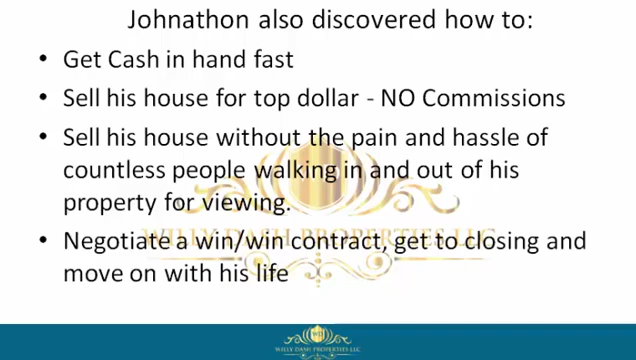 Johnathon also discovered how to:
• Get Cash in hand fast
• Sell his house for top dollar - NO Commissions
• Sell his house without the pain and hassle of
countless people walking in and out of his
property for viewing.
• Negotiate a win/win contract, get to closing and
move on with his life
WILLY DASH PROPERTIES LLC
WILLY DASH PROPERTIES LLC